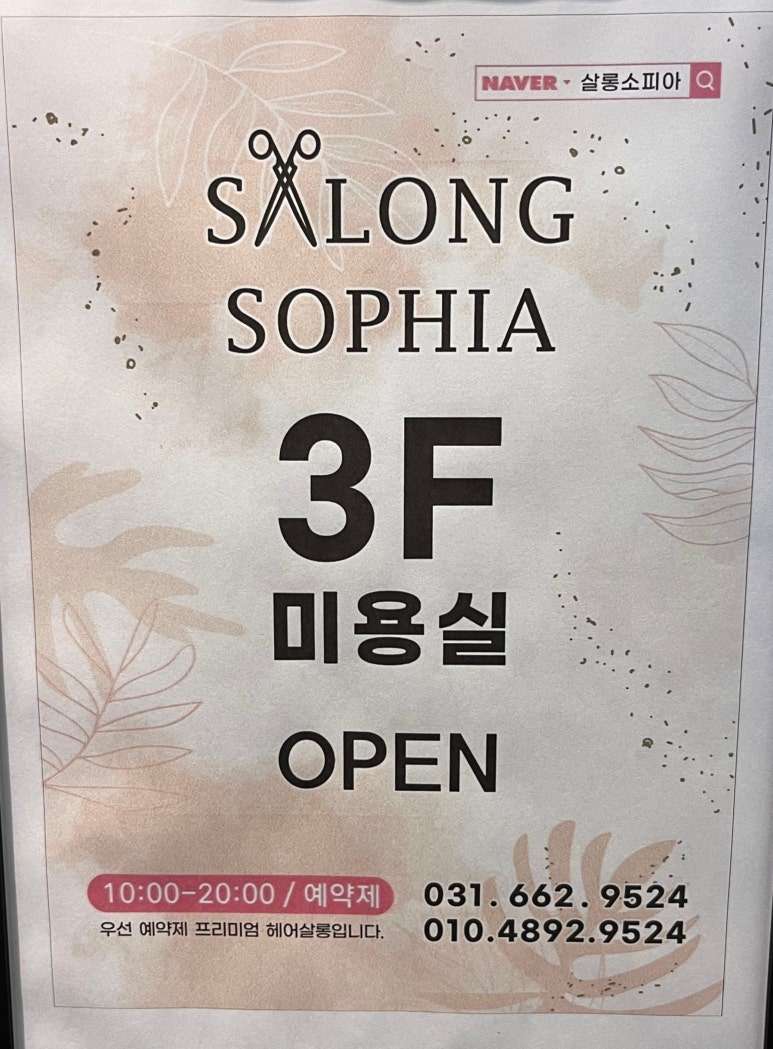 NAVER 살롱소피아
SALONG
SOPHIA
3F
미용실
OPEN
10:00-20:00 / 예약제
우선 예약제 프리미엄 헤어살롱입니다.
031. 662. 9524
010.4892.9524